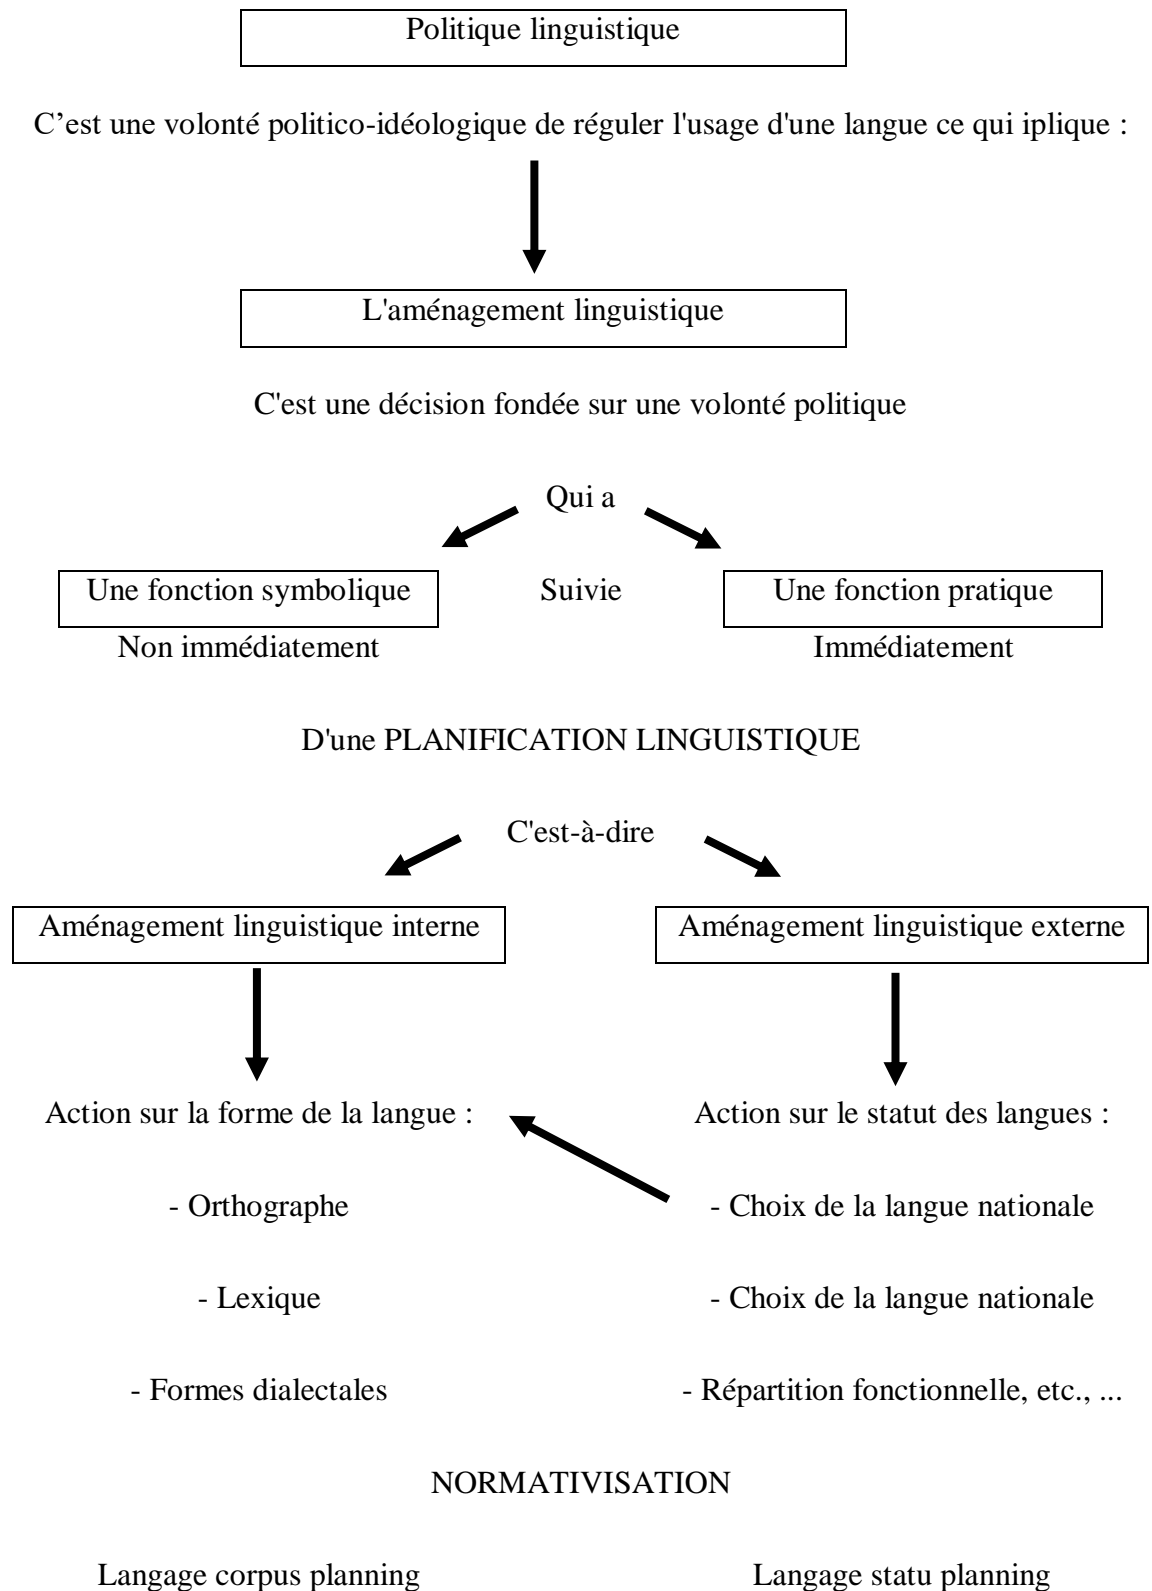 Politique linguistique
C’est une volonté politico-idéologique de réguler l'usage d'une langue ce qui iplique :
L'aménagement linguistique
C'est une décision fondée sur une volonté politique
Qui a
Une fonction symbolique Suivie Une fonction pratique
Non immédiatement Immédiatement
D'une PLANIFICATION LINGUISTIQUE
C'est-à-dire
Aménagement linguistique interne Aménagement linguistique externe
Action sur la forme de la langue : Action sur le statut des langues :
- Orthographe - Choix de la langue nationale
- Lexique - Choix de la langue nationale
- Formes dialectales - Répartition fonctionnelle, etc., ...
NORMATIVISATION
Langage corpus planning Langage statu planning